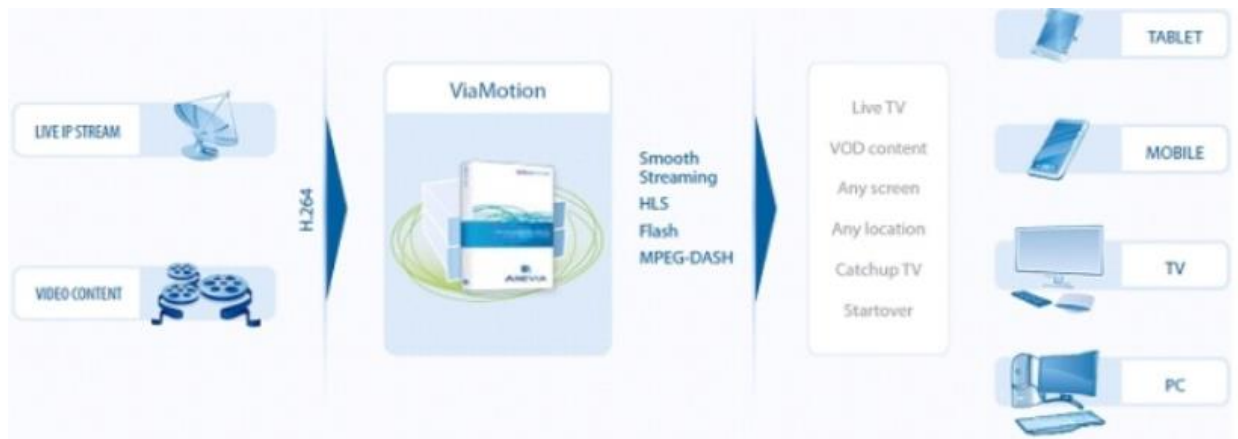 LIVE IP STREAM
VIDEO CONTENT
H.264
ViaMotion
ANEVIA
Smooth
Streaming
HLS
Flash
MPEG-DASH
Live TV
VOD content
Any screen
Any location
Catchup TV
Startover
TABLET
MOBILE
TV
PC